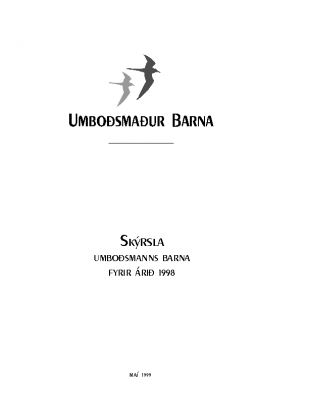 Umboðsmaður Barna
Skýrsla
umboðsmanns barna
fyrir árið 1998
maí 1999